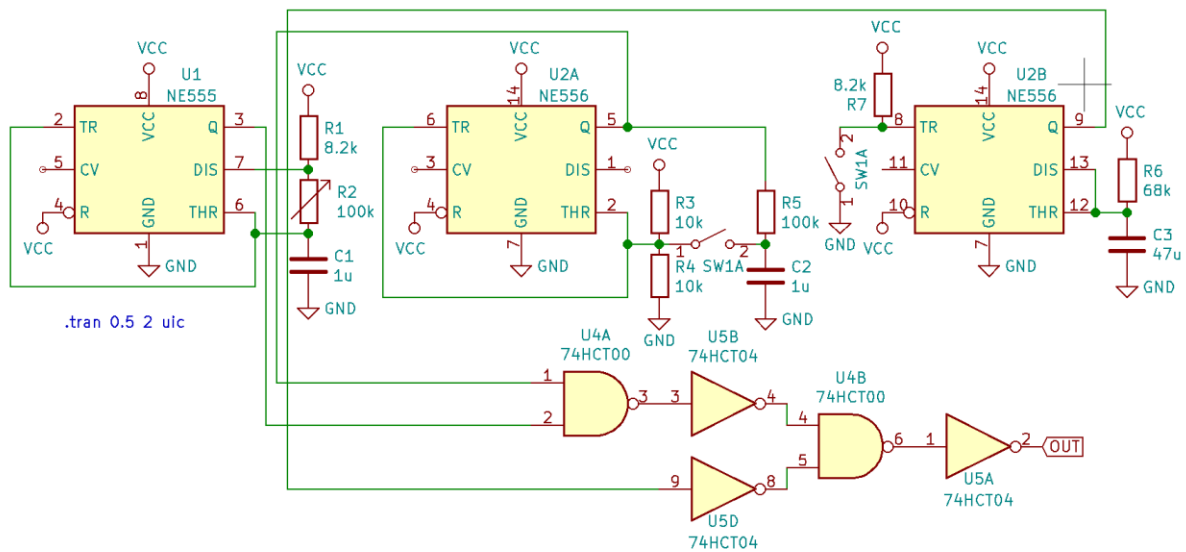 VCC
U1
NE555
8
VCC
2
TR
Q
3
5
CV
DIS
7
4
R
THR
6
GND
1
VCC
GND
VCC
R1
8.2k
R2
100k
C1
1u
GND
.tran 0.5 2 uic
VCC
U2A
NE556
14
VCC
6
TR
Q
5
3
CV
DIS
1
4
R
THR
2
GND
7
VCC
GND
VCC
R3
10k
R4
10k
GND
1
SW1A
2
R5
100k
C2
1u
GND
VCC
8.2k
R7
2
SW1A
1
GND
VCC
U2B
NE556
14
VCC
8
TR
Q
9
11
CV
DIS
13
10
R
THR
12
GND
7
VCC
GND
VCC
R6
68k
C3
47u
GND
U4A
74HCT00
1
2
3
U5B
74HCT04
3
4
U4B
74HCT00
4
5
6
1
2
OUT
U5A
74HCT04
9
8
U5D
74HCT04